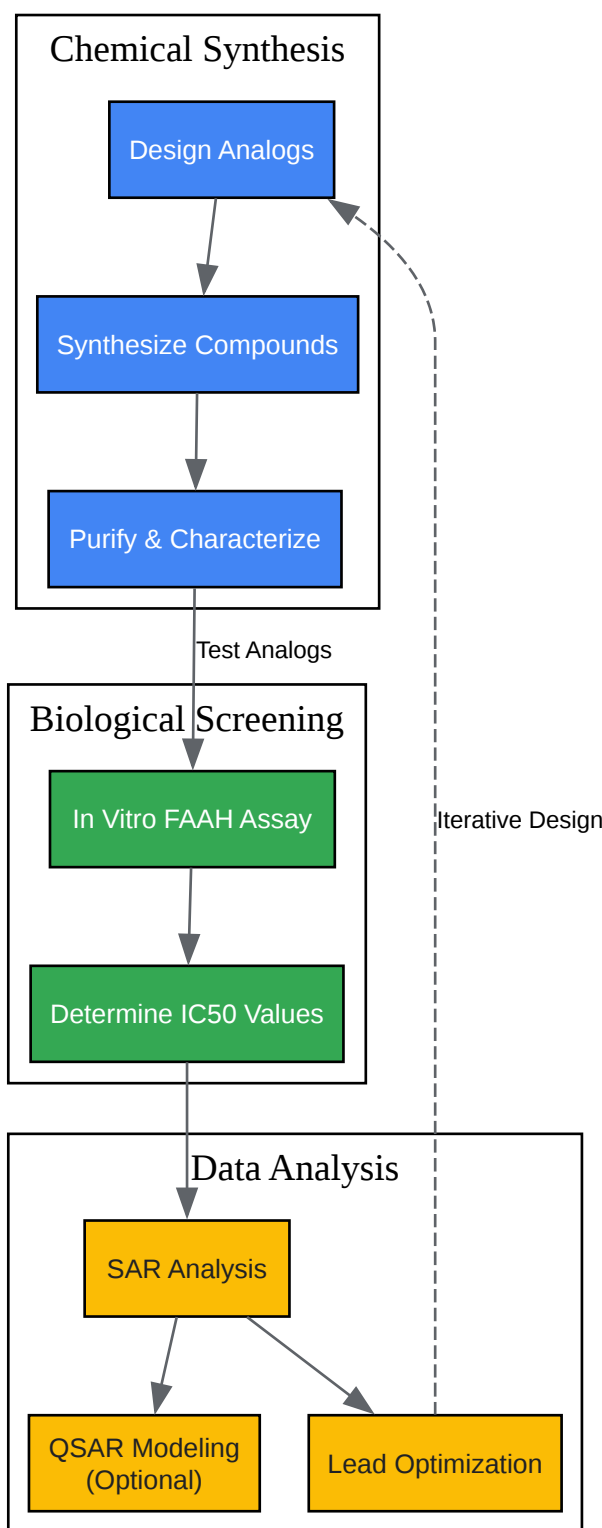 Chemical Synthesis
Design Analogs
Synthesize Compounds
Purify & Characterize
Test Analogs
Biological Screening
In Vitro FAAH Assay
Iterative Design
Determine IC50 Values
Data Analysis
SAR Analysis
QSAR Modeling
(Optional)
Lead Optimization